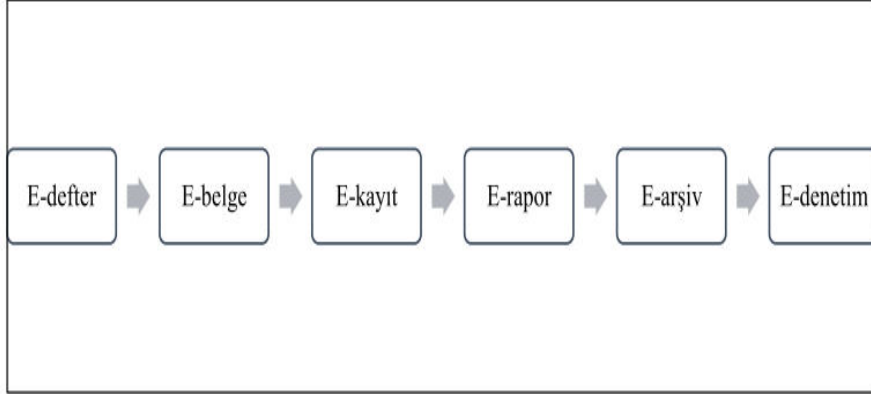 E-defter
E-belge
E-kayıt
E-rapor
E-arşiv
E-denetim